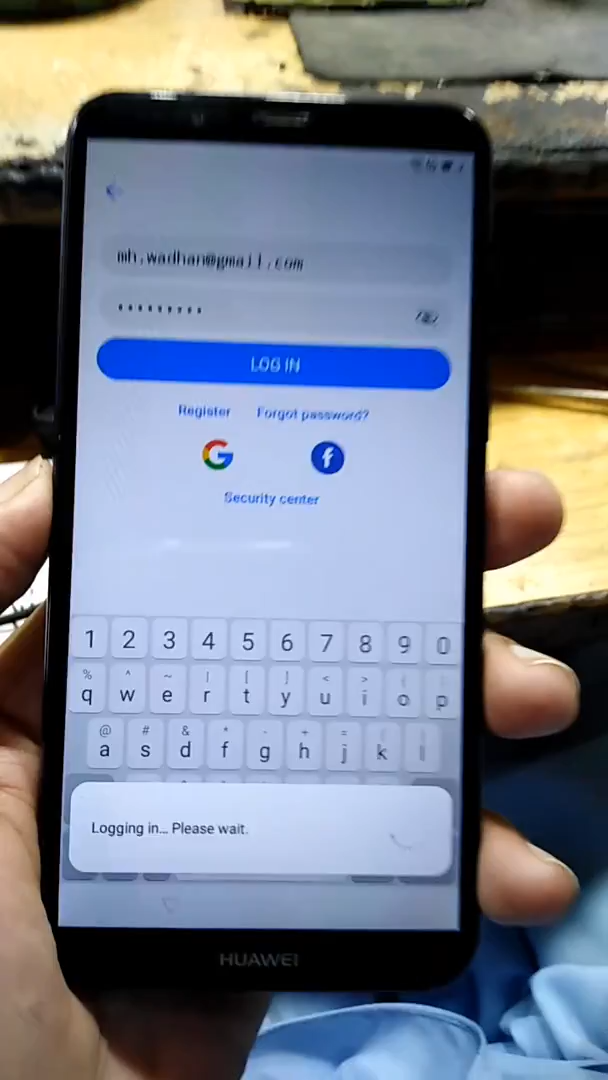 mh.wadhan@gmail.com
•••••••••
LOG IN
Register Forgot password?
G f
Security center
1 2 3 4 5 6 7 8 9 0
% ^ ~ | [ ] < >
q w e r t y u i o p
@ # & * - + =
a s d f g h j k l
Logging in... Please wait.
HUAWEI